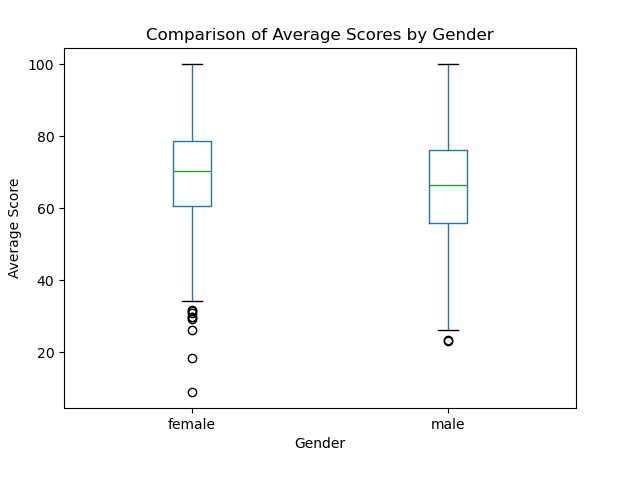 Comparison of Average Scores by Gender
100
80
60
40
20
Average Score
female
male
Gender